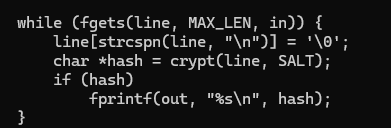 while (fgets(line, MAX_LEN, in)) {
    line[strcspn(line, "\n")] = '\0';
    char *hash = crypt(line, SALT);
    if (hash)
        fprintf(out, "%s\n", hash);
}